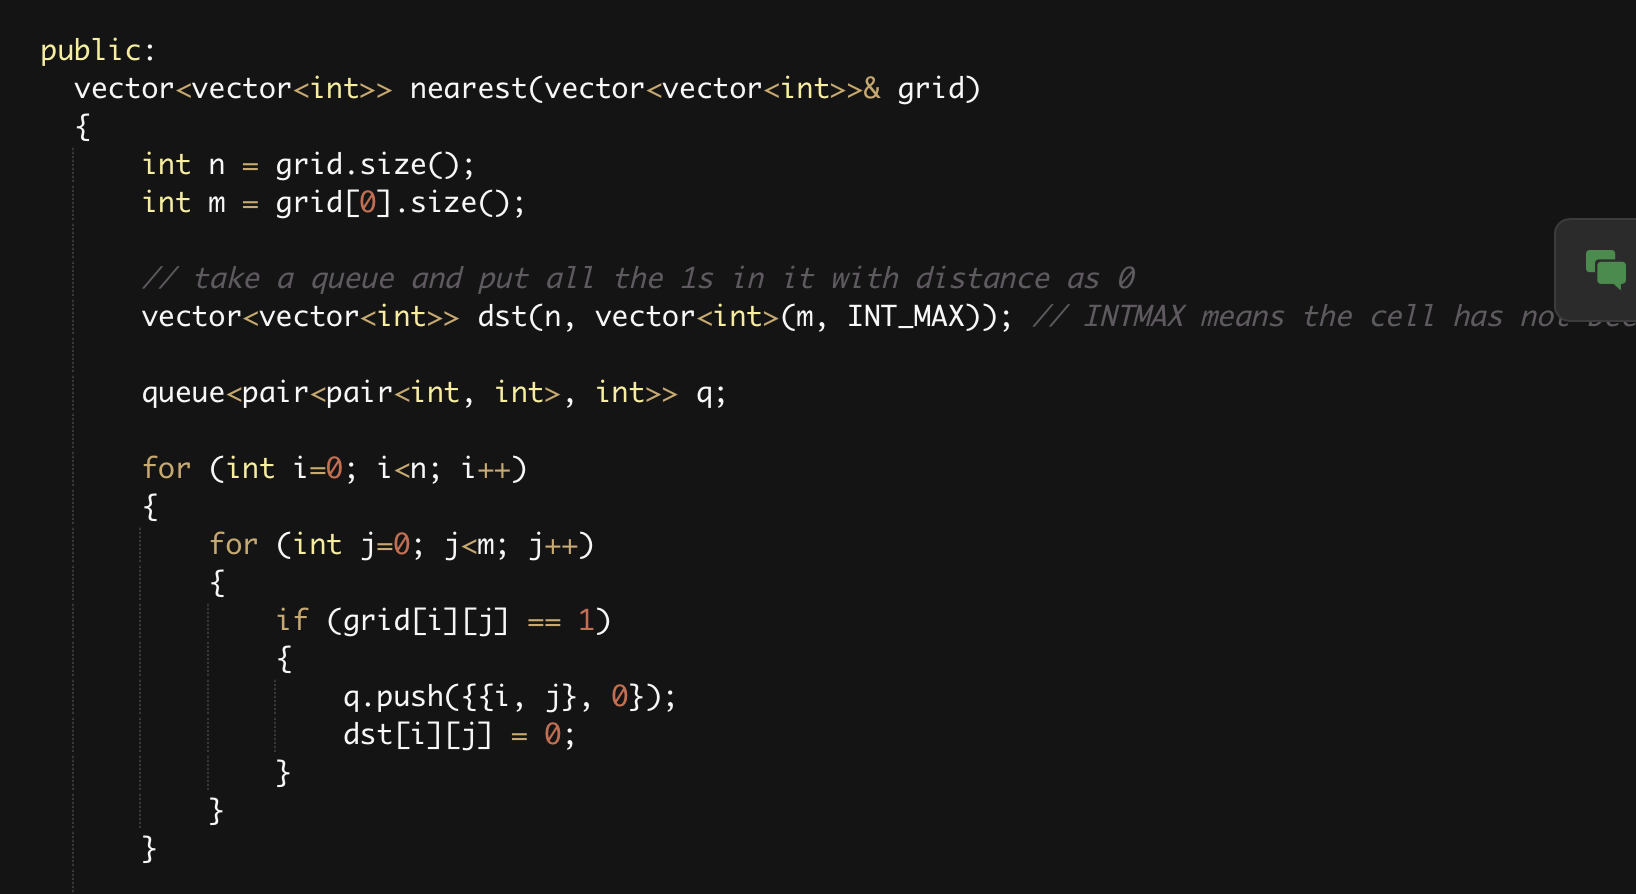 public:
vector<vector<int>> nearest(vector<vector<int>>& grid)
{
int n = grid.size();
int m = grid[0].size();
// take a queue and put all the 1s in it with distance as 0
vector<vector<int>> dst(n, vector<int>(m, INT_MAX)); // INTMAX means the cell has not
queue<pair<pair<int, int>, int>> q;
for (int i=0; i<n; i++)
{
for (int j=0; j<m; j++)
{
if (grid[i][j] == 1)
{
q.push({{i, j}, 0});
dst[i][j] = 0;
}
}
}